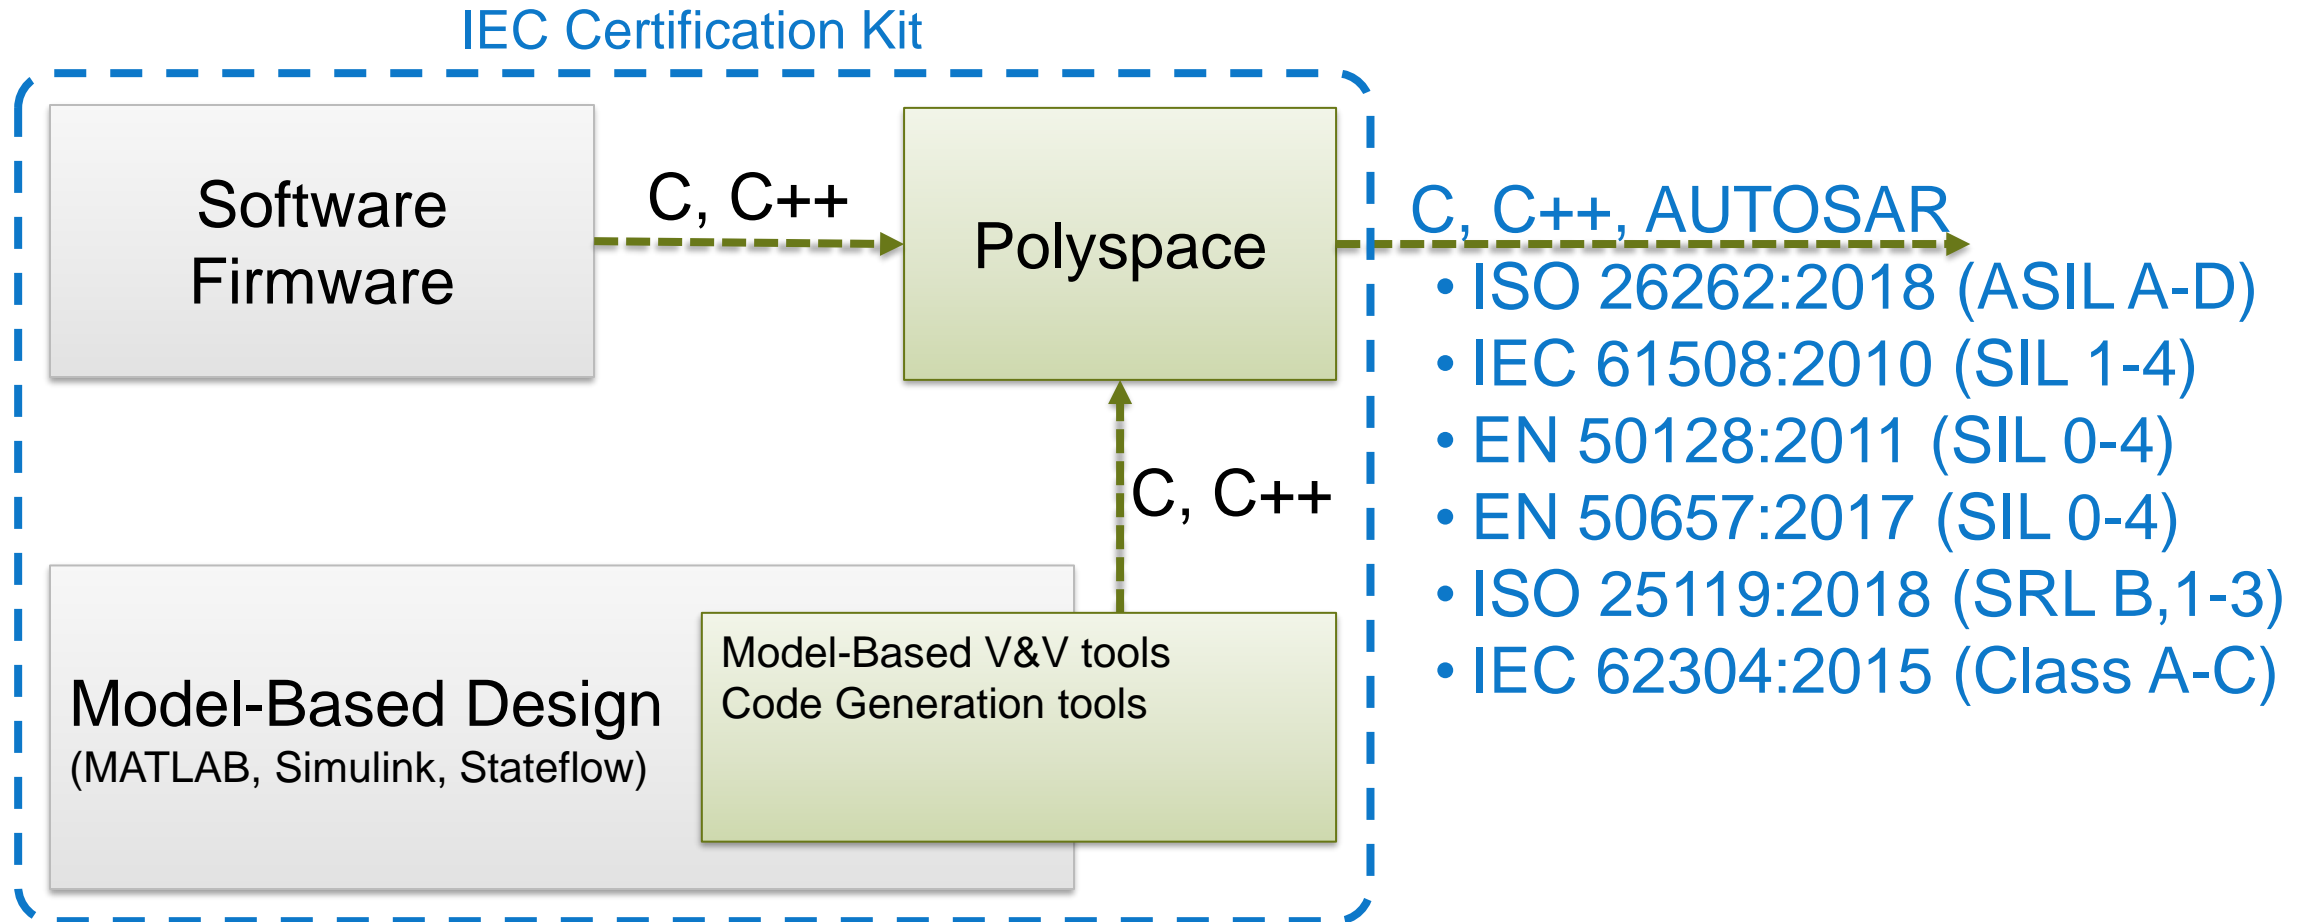 IEC Certification Kit
Software
Firmware
C, C++
Polyspace
C, C++, AUTOSAR
• ISO 26262:2018 (ASIL A-D)
• IEC 61508:2010 (SIL 1-4)
• EN 50128:2011 (SIL 0-4)
• EN 50657:2017 (SIL 0-4)
• ISO 25119:2018 (SRL B,1-3)
• IEC 62304:2015 (Class A-C)
C, C++
Model-Based Design
(MATLAB, Simulink, Stateflow)
Model-Based V&V tools
Code Generation tools